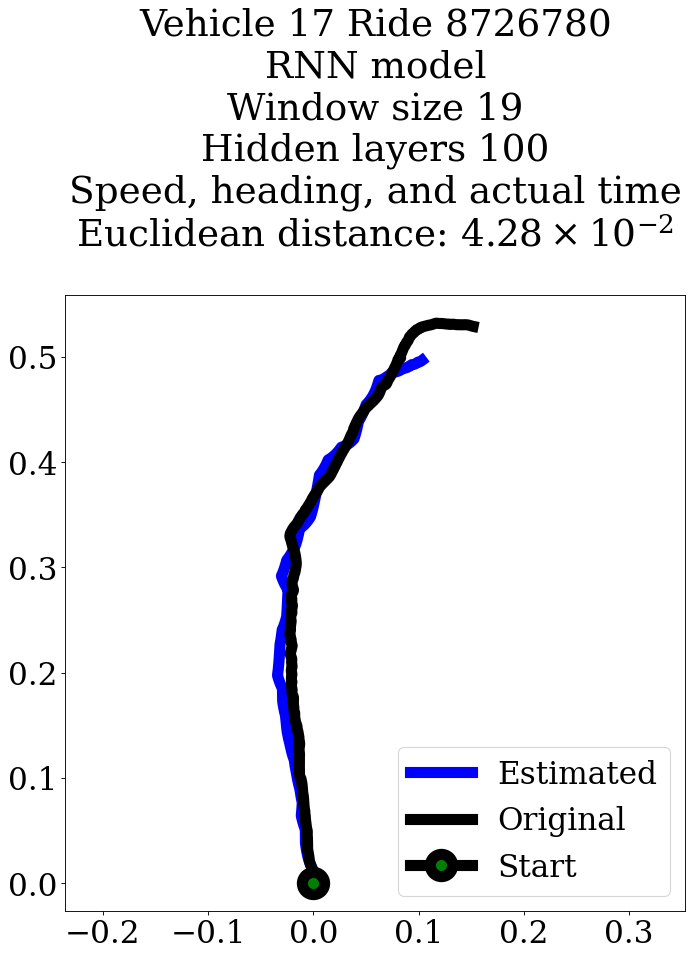 Vehicle 17 Ride 8726780
RNN model
Window size 19
Hidden layers 100
Speed, heading, and actual time
Euclidean distance: 4.28 × 10⁻²
0.5
0.4
0.3
0.2
0.1
0.0
Estimated
Original
Start
−0.2 −0.1 0.0 0.1 0.2 0.3